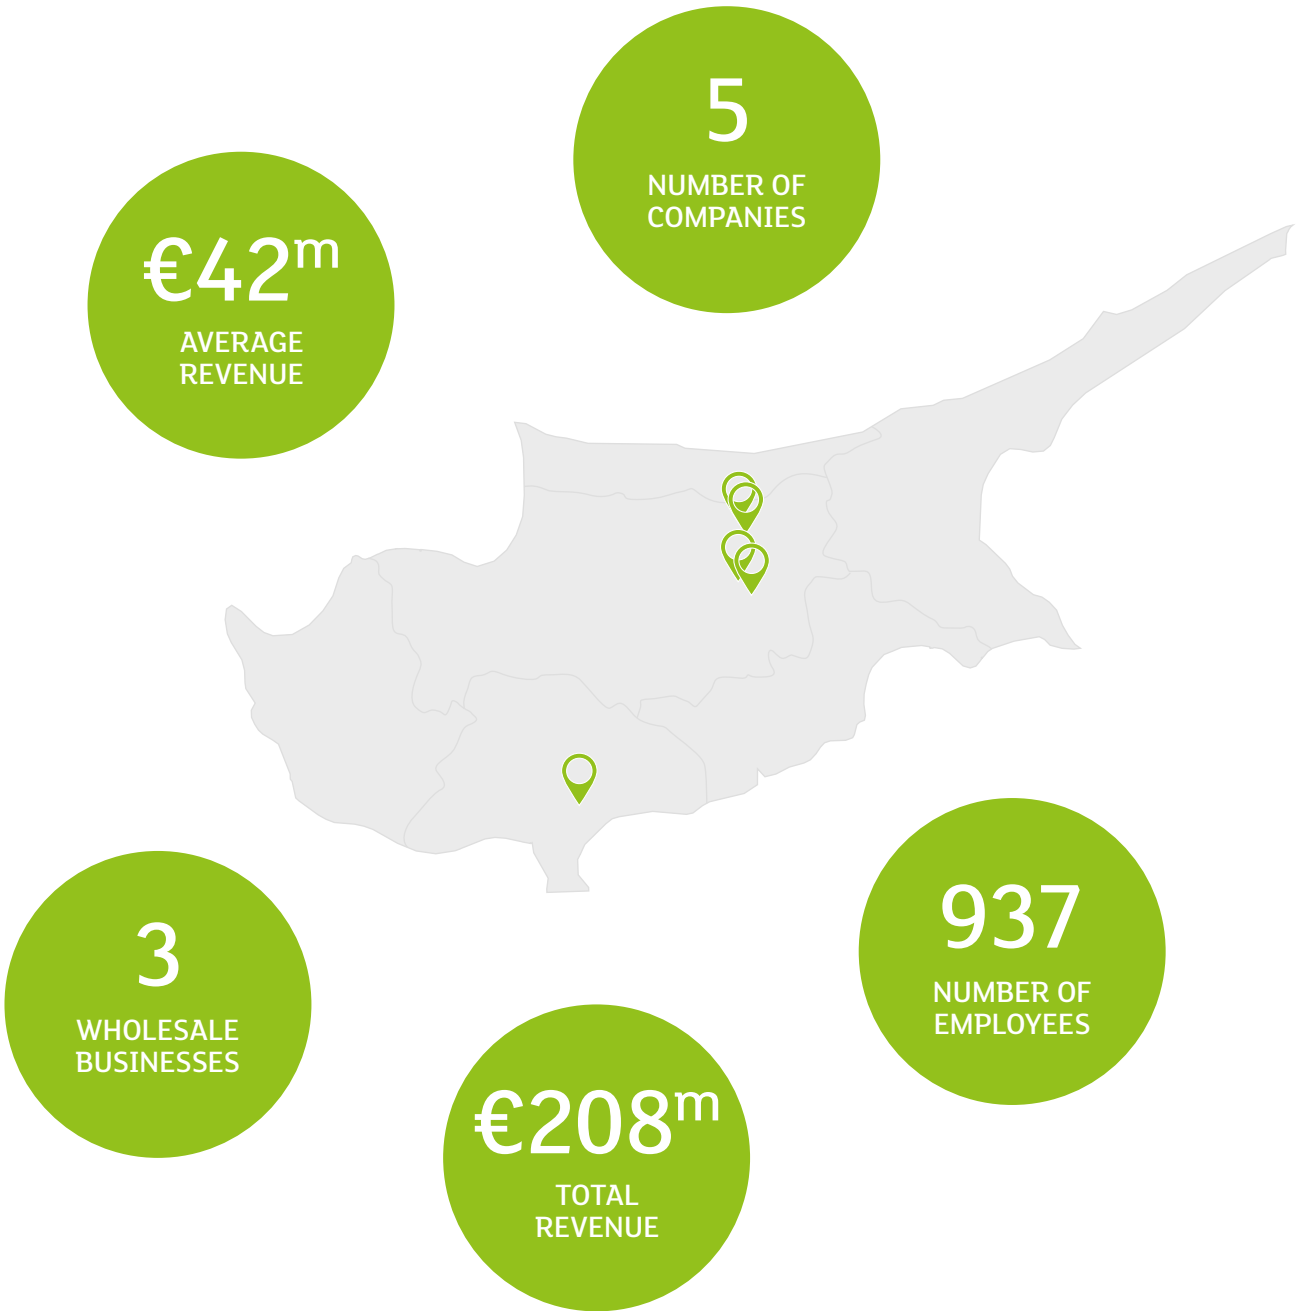 5
NUMBER OF
COMPANIES
€42m
AVERAGE
REVENUE
937
NUMBER OF
EMPLOYEES
3
WHOLESALE
BUSINESSES
€208m
TOTAL
REVENUE